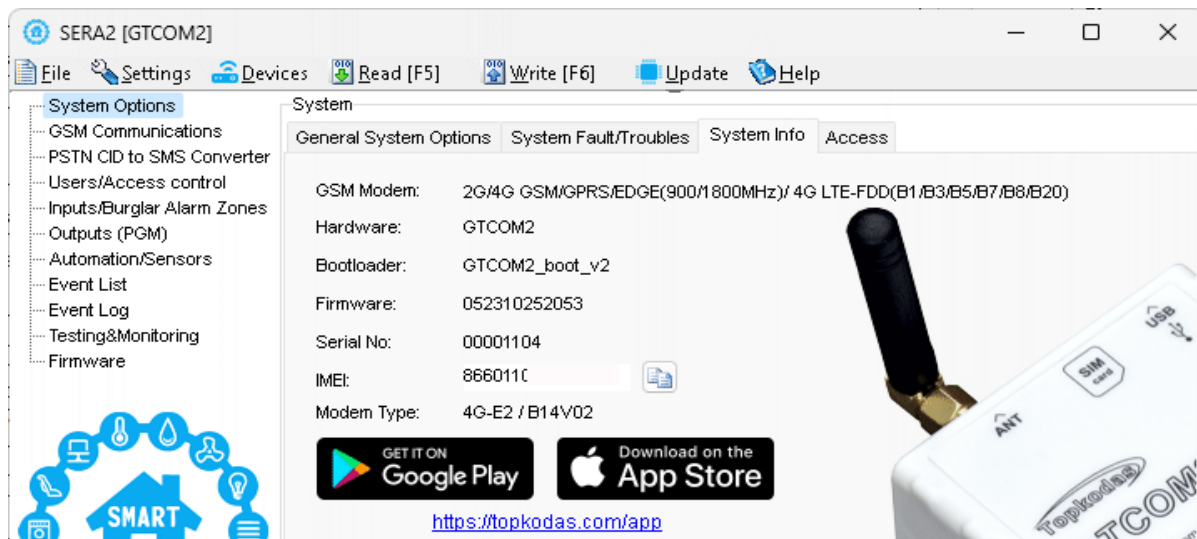 SERA2 [GTCOM2]
File Settings Devices Read [F5] Write [F6] Update Help
System Options
GSM Communications
PSTN CID to SMS Converter
Users/Access control
Inputs/Burglar Alarm Zones
Outputs (PGM)
Automation/Sensors
Event List
Event Log
Testing&Monitoring
Firmware
SMART
System
General System Options System Fault/Troubles System Info Access
GSM Modem: 2G/4G GSM/GPRS/EDGE(900/1800MHz)/ 4G LTE-FDD(B1/B3/B5/B7/B8/B20)
Hardware: GTCOM2
Bootloader: GTCOM2_boot_v2
Firmware: 052310252053
Serial No: 00001104
IMEI: 866011
Modem Type: 4G-E2 / B14V02
GET IT ON
Google Play
Download on the
App Store
https://topkodas.com/app
USB
SIM
card
ANT
Topkodas